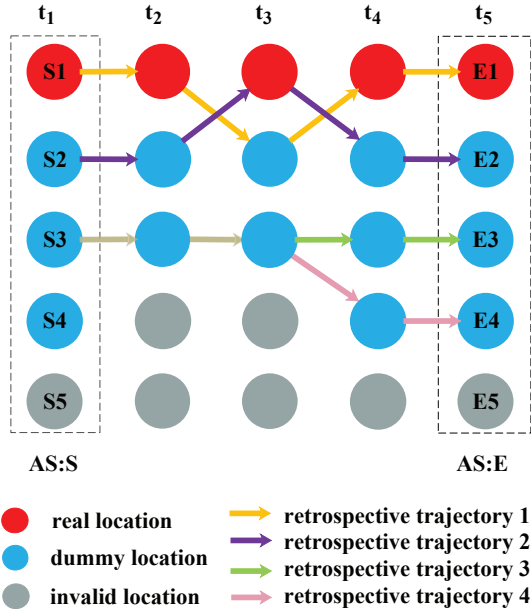 t1 t2 t3 t4 t5
S1 E1
S2 E2
S3 E3
S4 E4
S5 E5
AS:S AS:E
real location
dummy location
invalid location
retrospective trajectory 1
retrospective trajectory 2
retrospective trajectory 3
retrospective trajectory 4